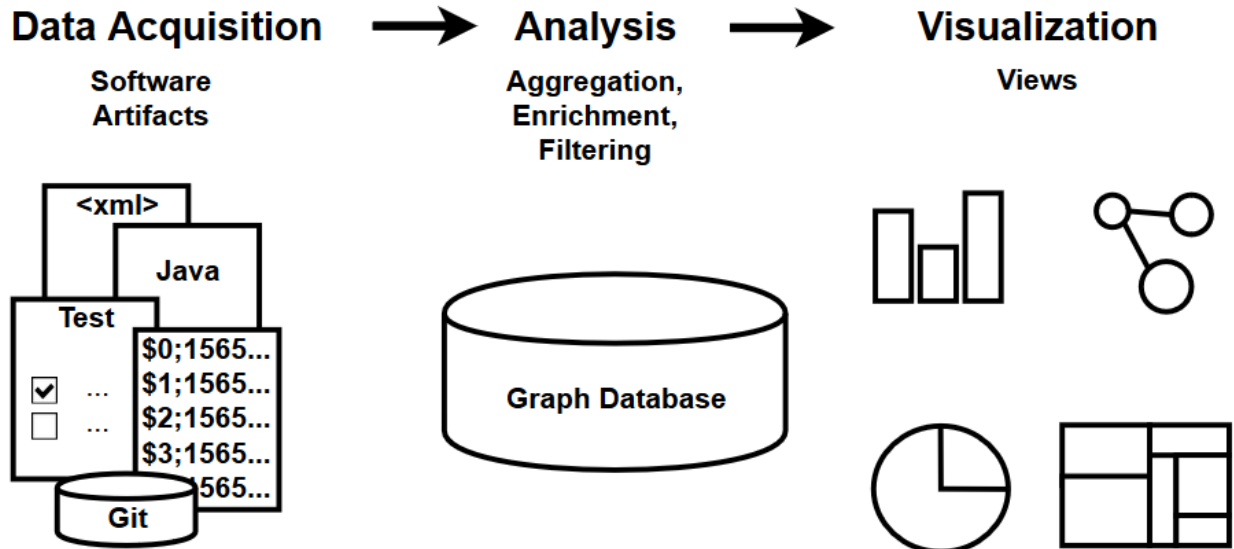 Data Acquisition
Analysis
Visualization
Software
Artifacts
Aggregation,
Enrichment,
Filtering
Views
<xml>
Java
Test
...
...
$0;1565...
$1;1565...
$2;1565...
$3;1565...
565...
Git
Graph Database